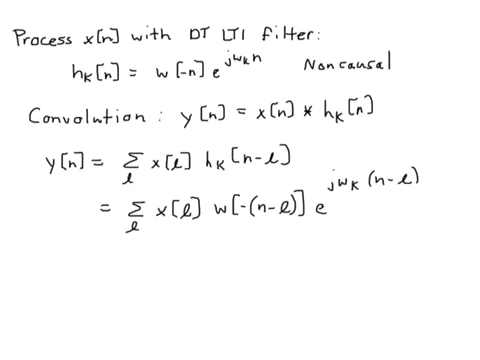 Process x[n] with DT LTI filter:
h_k[n] = w[-n] e^{jω_k n} Noncausal
Convolution: y[n] = x[n] * h_k[n]
y[n] = Σ_l x[l] h_k[n-l]
= Σ_l x[l] w[-(n-l)] e^{jω_k (n-l)}